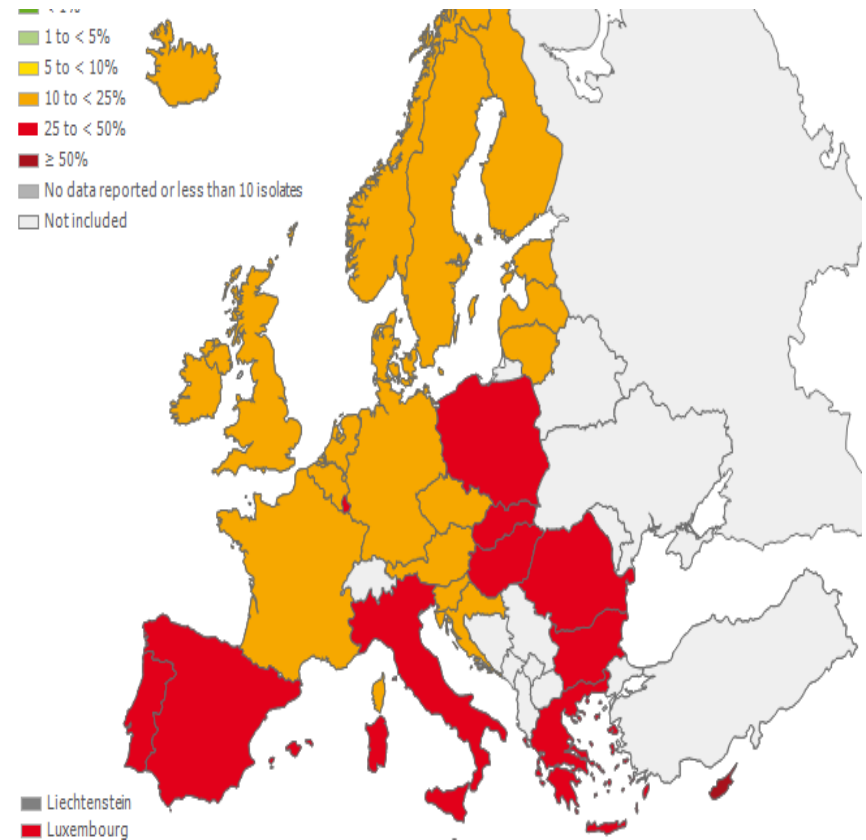 < 1%
1 to < 5%
5 to < 10%
10 to < 25%
25 to < 50%
≥ 50%
No data reported or less than 10 isolates
Not included
Liechtenstein
Luxembourg